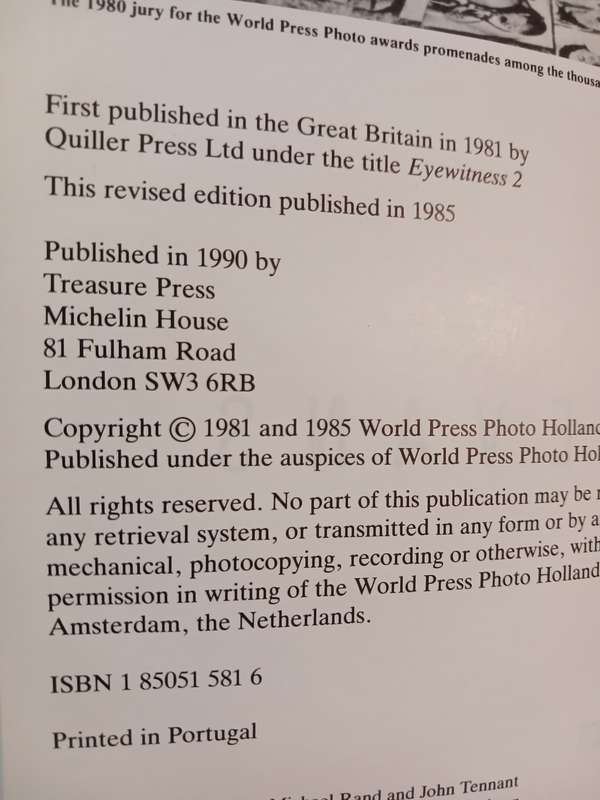 The 1980 jury for the World Press Photo awards promenades among the
First published in the Great Britain in 1981 by
Quiller Press Ltd under the title Eyewitness 2
This revised edition published in 1985
Published in 1990 by
Treasure Press
Michelin House
81 Fulham Road
London SW3 6RB
Copyright © 1981 and 1985 World Press Photo Holland
Published under the auspices of World Press Photo
All rights reserved. No part of this publication may be
any retrieval system, or transmitted in any form or by
mechanical, photocopying, recording or otherwise,
permission in writing of the World Press Photo Holland
Amsterdam, the Netherlands.
ISBN 1 85051 581 6
Printed in Portugal
Michael Rand and John Tennant